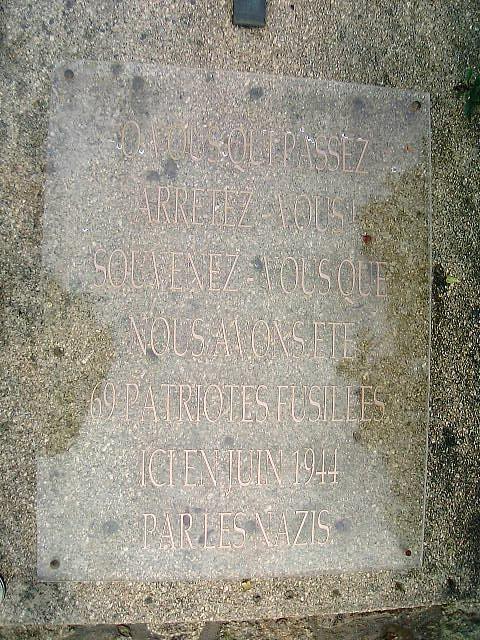 O VOUS QUI PASSEZ
ARRETEZ - VOUS !
SOUVENEZ - VOUS QUE
NOUS AVONS ETE
69 PATRIOTES FUSILLES
ICI EN JUIN 1944
PAR LES NAZIS